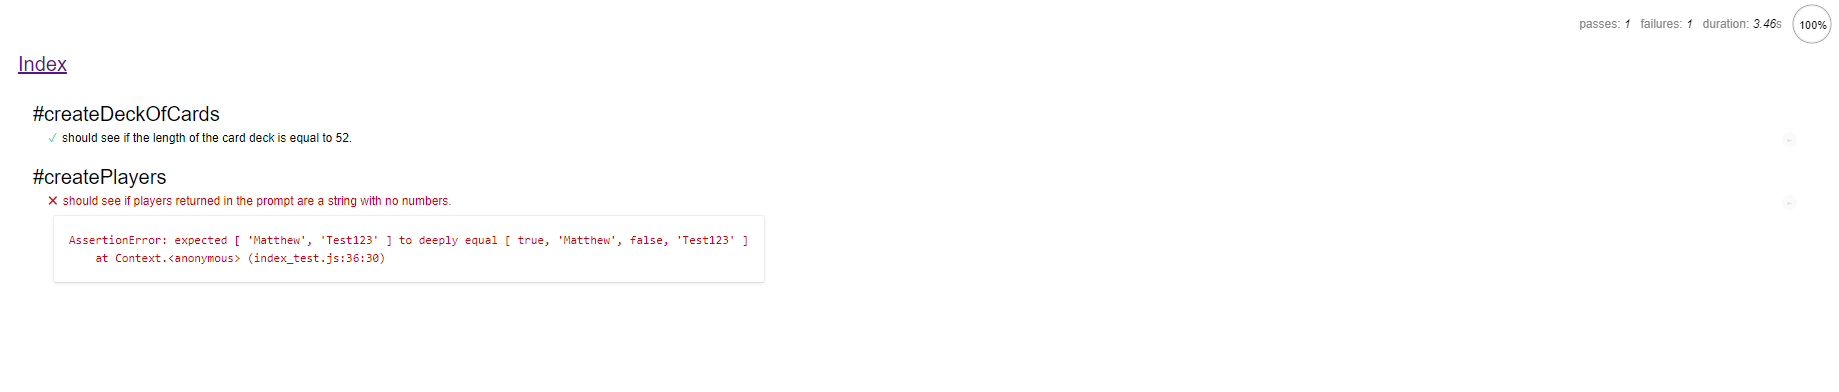 passes: 1 failures: 1 duration: 3.46s 100%
Index
#createDeckOfCards
✓ should see if the length of the card deck is equal to 52.
#createPlayers
✕ should see if players returned in the prompt are a string with no numbers.
AssertionError: expected [ 'Matthew', 'Test123' ] to deeply equal [ true, 'Matthew', false, 'Test123' ]
at Context.<anonymous> (index_test.js:36:30)